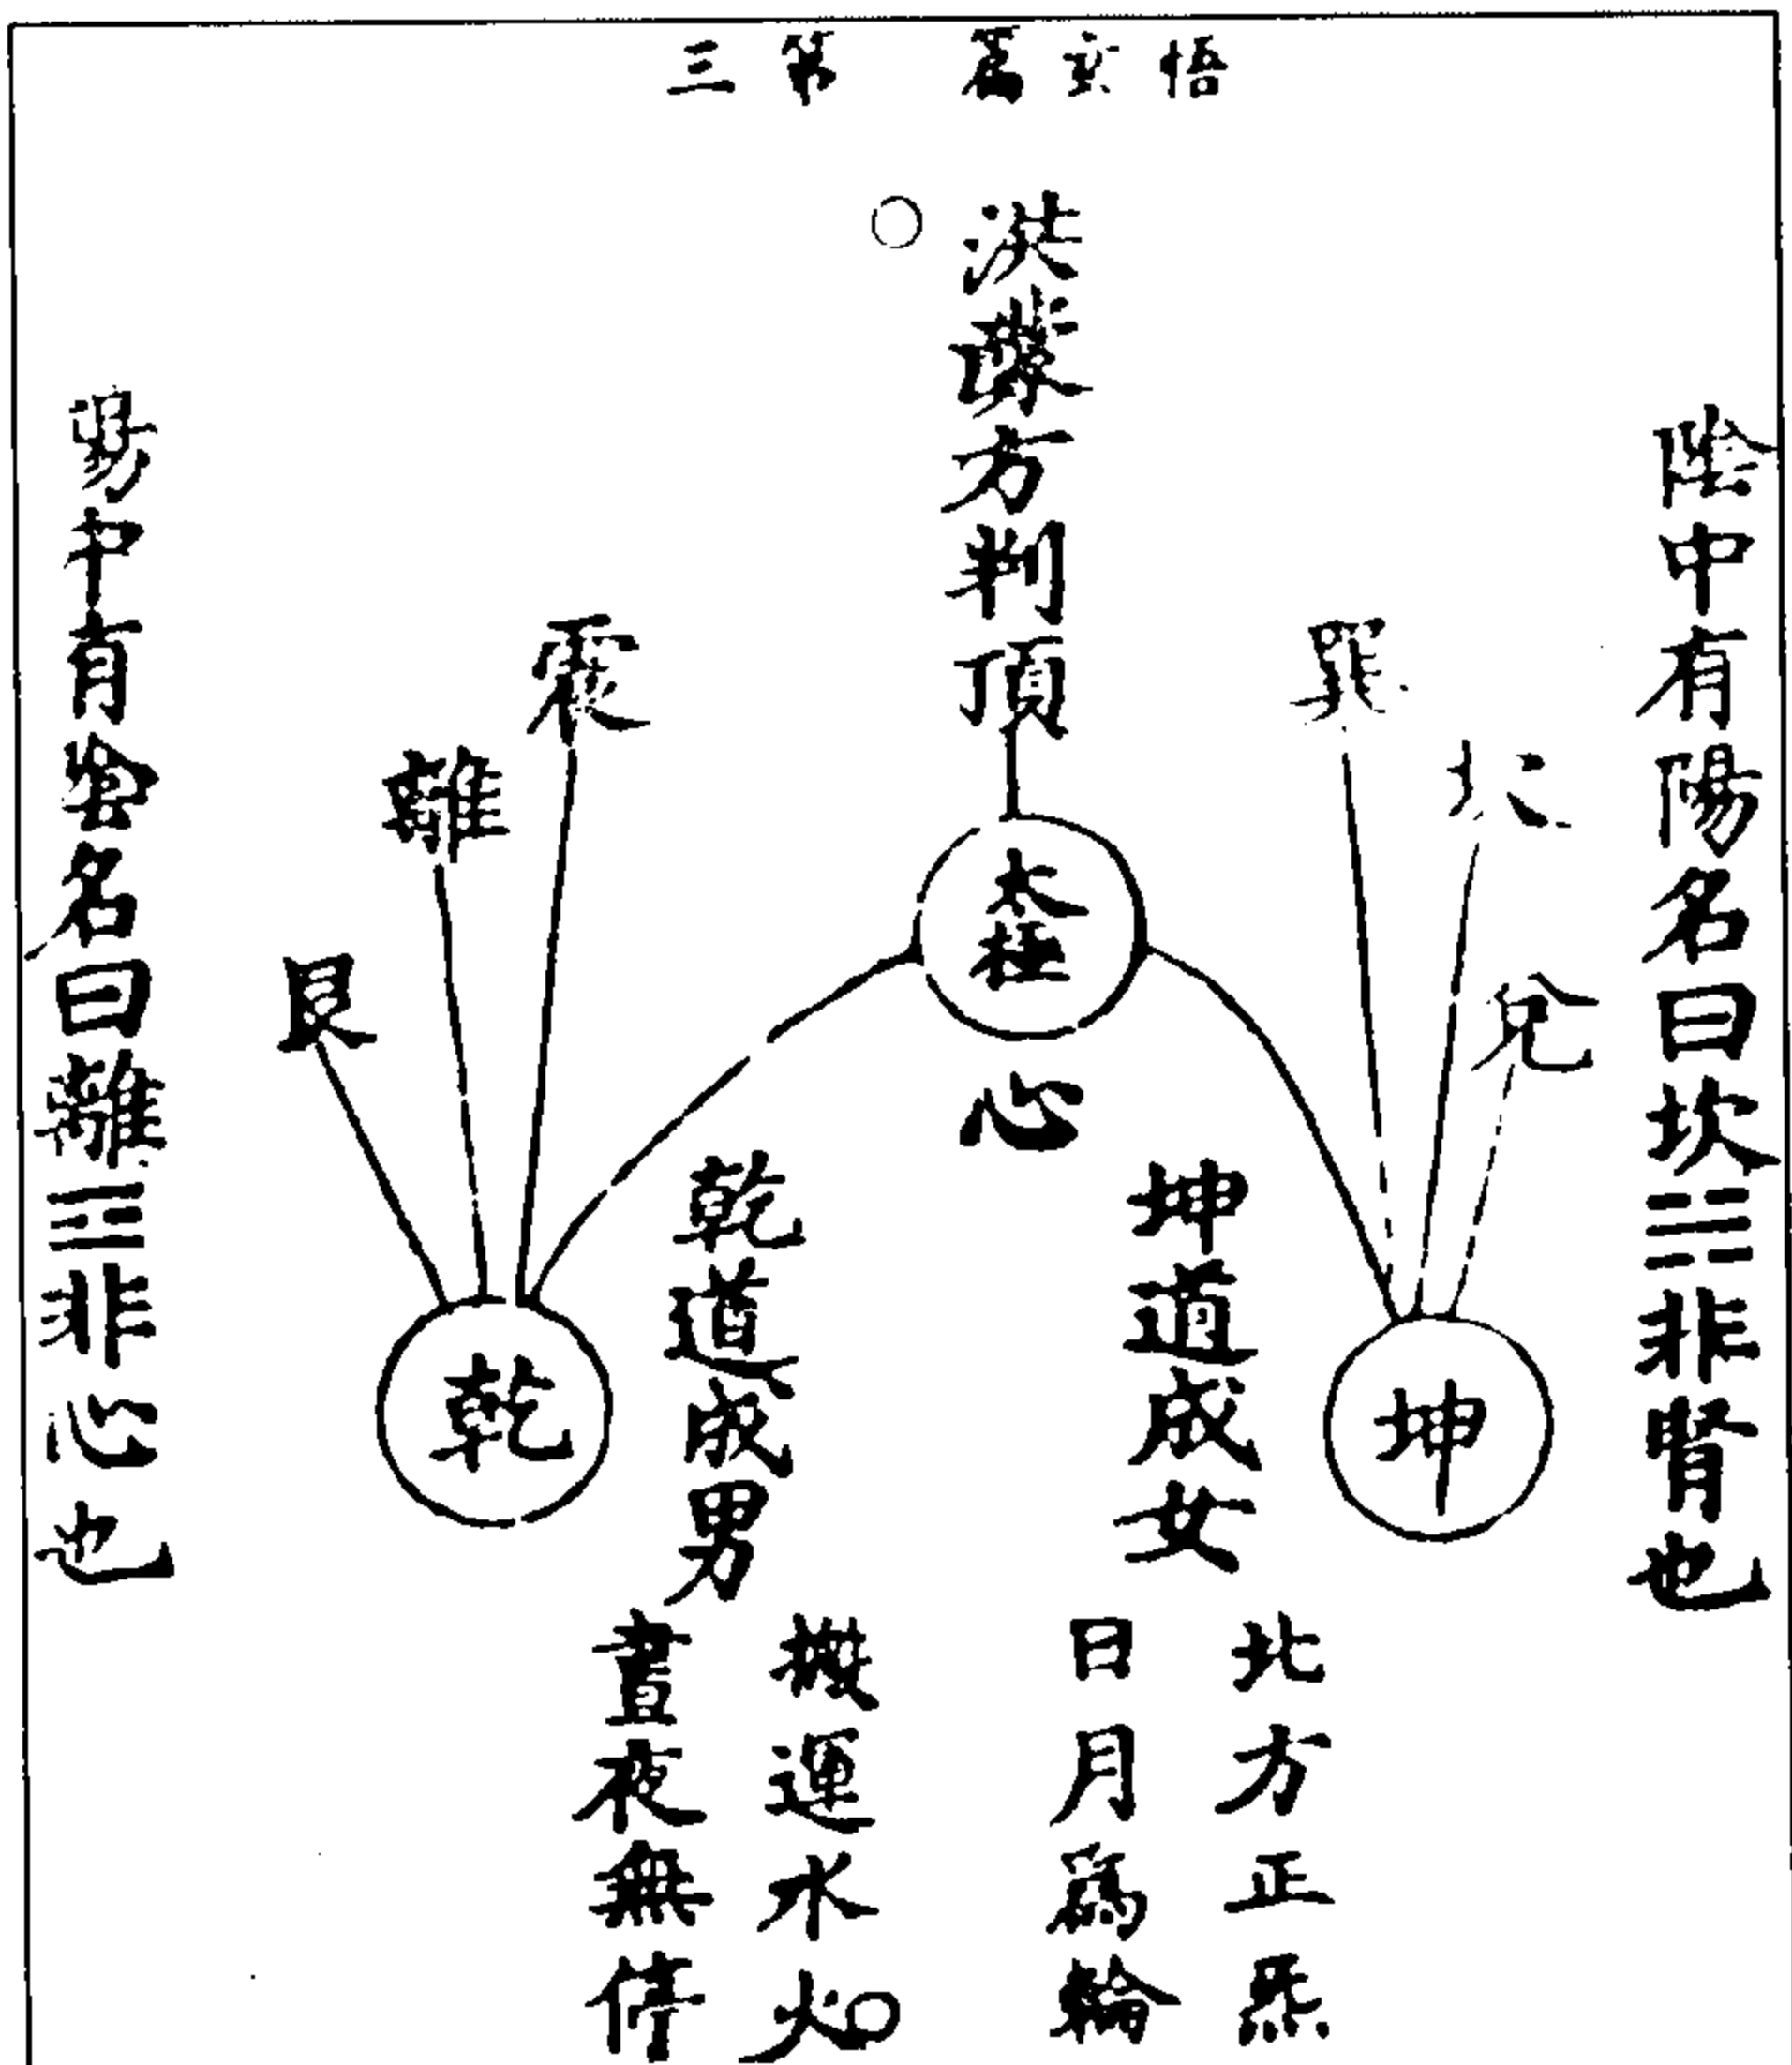 悟玄篇　第三
陰中有陽名曰坎☵非腎也
兌
坎
巽
洪濛方判頂
太極
心
坤
坤道成女
乾道成男
乾
震
離
艮
陽中有陰名曰離☲非心也
北方正炁
日月為輪
機運水火
晝夜無停